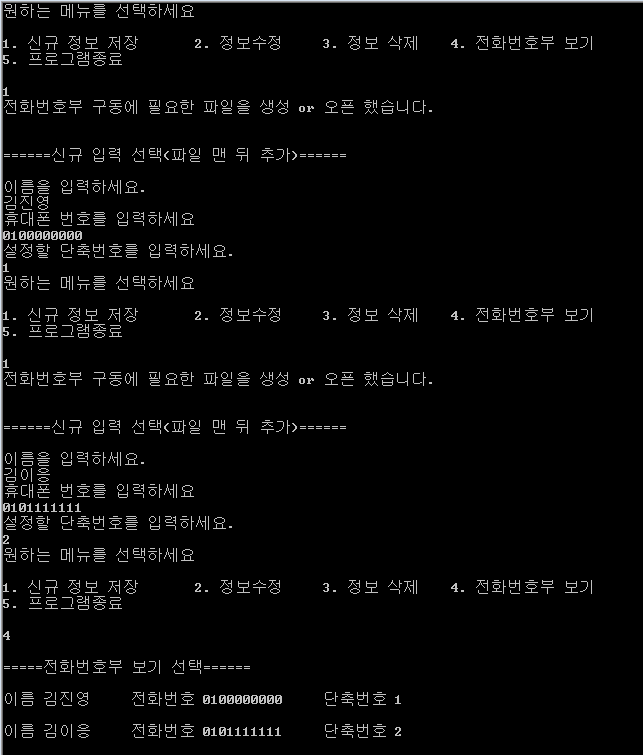 원하는 메뉴를 선택하세요
1. 신규 정보 저장 2. 정보수정 3. 정보 삭제 4. 전화번호부 보기
5. 프로그램종료
1
전화번호부 구동에 필요한 파일을 생성 or 오픈 했습니다.
======신규 입력 선택(파일 맨 뒤 추가)======
이름을 입력하세요.
김진영
휴대폰 번호를 입력하세요
0100000000
설정할 단축번호를 입력하세요.
1
원하는 메뉴를 선택하세요
1. 신규 정보 저장 2. 정보수정 3. 정보 삭제 4. 전화번호부 보기
5. 프로그램종료
1
전화번호부 구동에 필요한 파일을 생성 or 오픈 했습니다.
======신규 입력 선택(파일 맨 뒤 추가)======
이름을 입력하세요.
김이응
휴대폰 번호를 입력하세요
0101111111
설정할 단축번호를 입력하세요.
2
원하는 메뉴를 선택하세요
1. 신규 정보 저장 2. 정보수정 3. 정보 삭제 4. 전화번호부 보기
5. 프로그램종료
4
=====전화번호부 보기 선택======
이름 김진영 전화번호 0100000000 단축번호 1
이름 김이응 전화번호 0101111111 단축번호 2